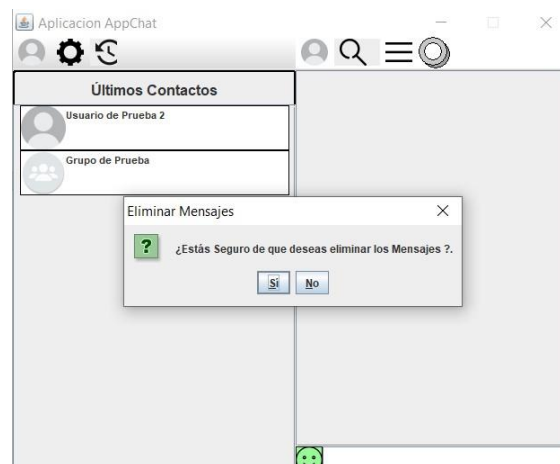 Aplicacion AppChat
Últimos Contactos
Usuario de Prueba 2
Grupo de Prueba
Eliminar Mensajes
¿Estás Seguro de que deseas eliminar los Mensajes ?.
Sí
No